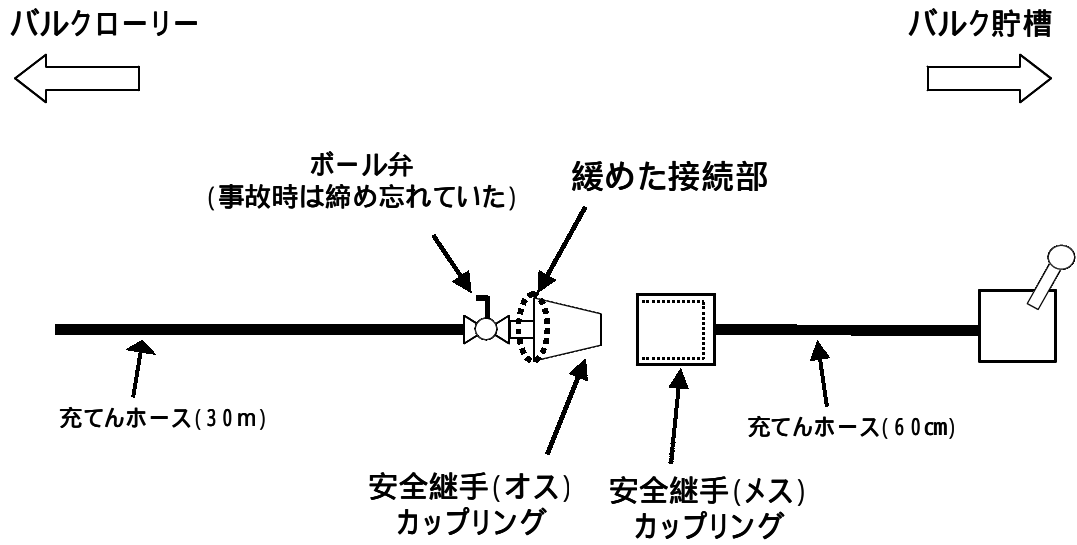 バルクローリー
バルク貯槽
ボール弁
(事故時は締め忘れていた)
緩めた接続部
充てんホース(30m)
充てんホース(60㎝)
安全継手(オス)
カップリング
安全継手(メス)
カップリング